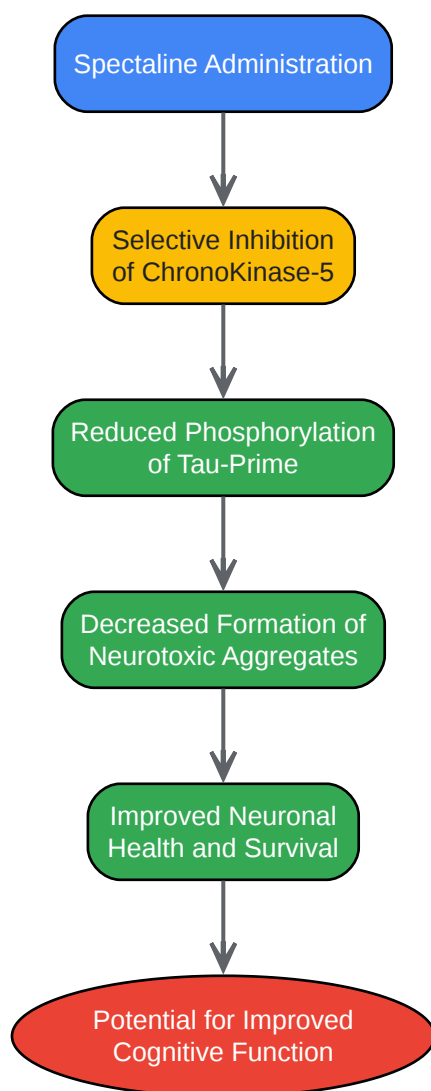 Spectaline Administration
Selective Inhibition
of ChronoKinase-5
Reduced Phosphorylation
of Tau-Prime
Decreased Formation of
Neurotoxic Aggregates
Improved Neuronal
Health and Survival
Potential for Improved
Cognitive Function